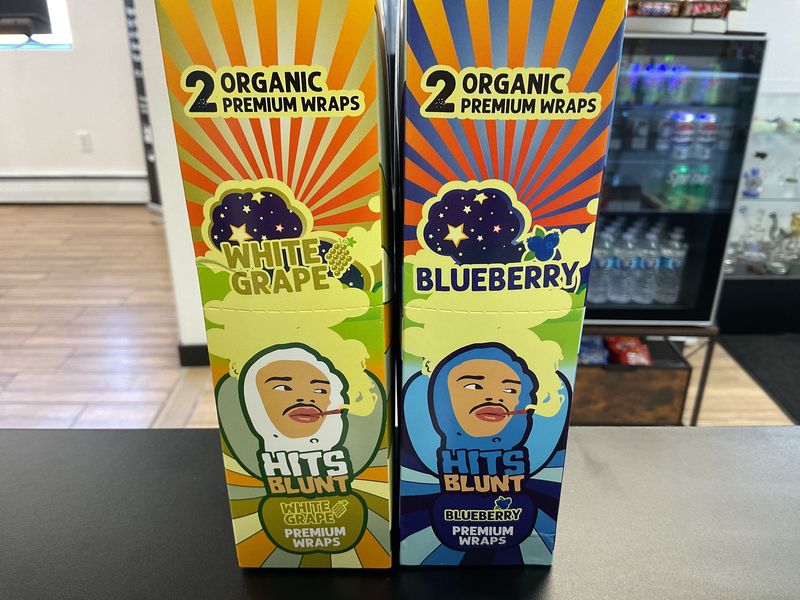 2 ORGANIC
PREMIUM WRAPS
WHITE
GRAPE
HITS
BLUNT
WHITE
GRAPE
PREMIUM
WRAPS
2 ORGANIC
PREMIUM WRAPS
BLUEBERRY
HITS
BLUNT
BLUEBERRY
PREMIUM
WRAPS
Sprite